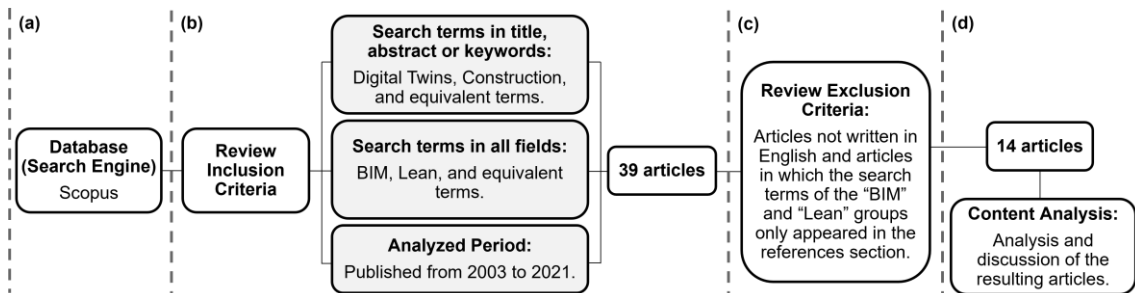 (a)
Database
(Search Engine)
Scopus
(b)
Review
Inclusion
Criteria
Search terms in title,
abstract or keywords:
Digital Twins, Construction,
and equivalent terms.
Search terms in all fields:
BIM, Lean, and equivalent
terms.
Analyzed Period:
Published from 2003 to 2021.
39 articles
(c)
Review Exclusion
Criteria:
Articles not written in
English and articles
in which the search
terms of the “BIM”
and “Lean” groups
only appeared in the
references section.
(d)
14 articles
Content Analysis:
Analysis and
discussion of the
resulting articles.